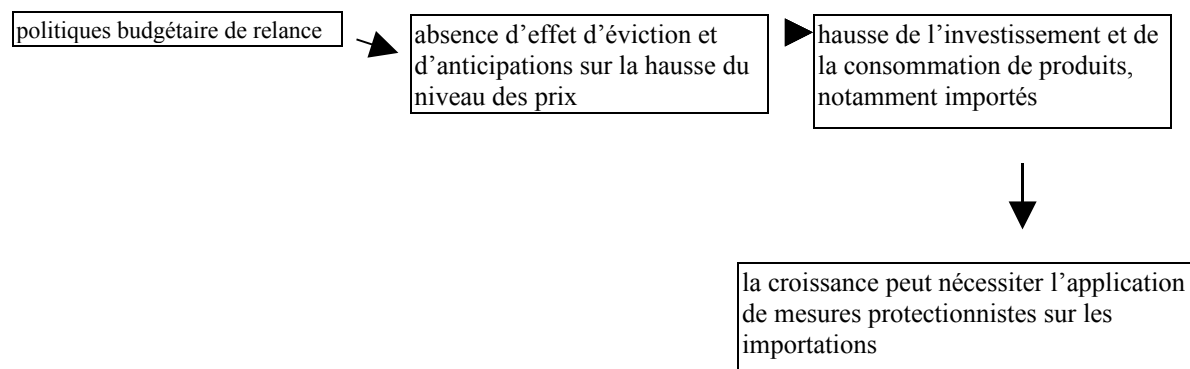 politiques budgétaire de relance
absence d’effet d’éviction et
d’anticipations sur la hausse du
niveau des prix
hausse de l’investissement et de
la consommation de produits,
notamment importés
la croissance peut nécessiter l’application
de mesures protectionnistes sur les
importations